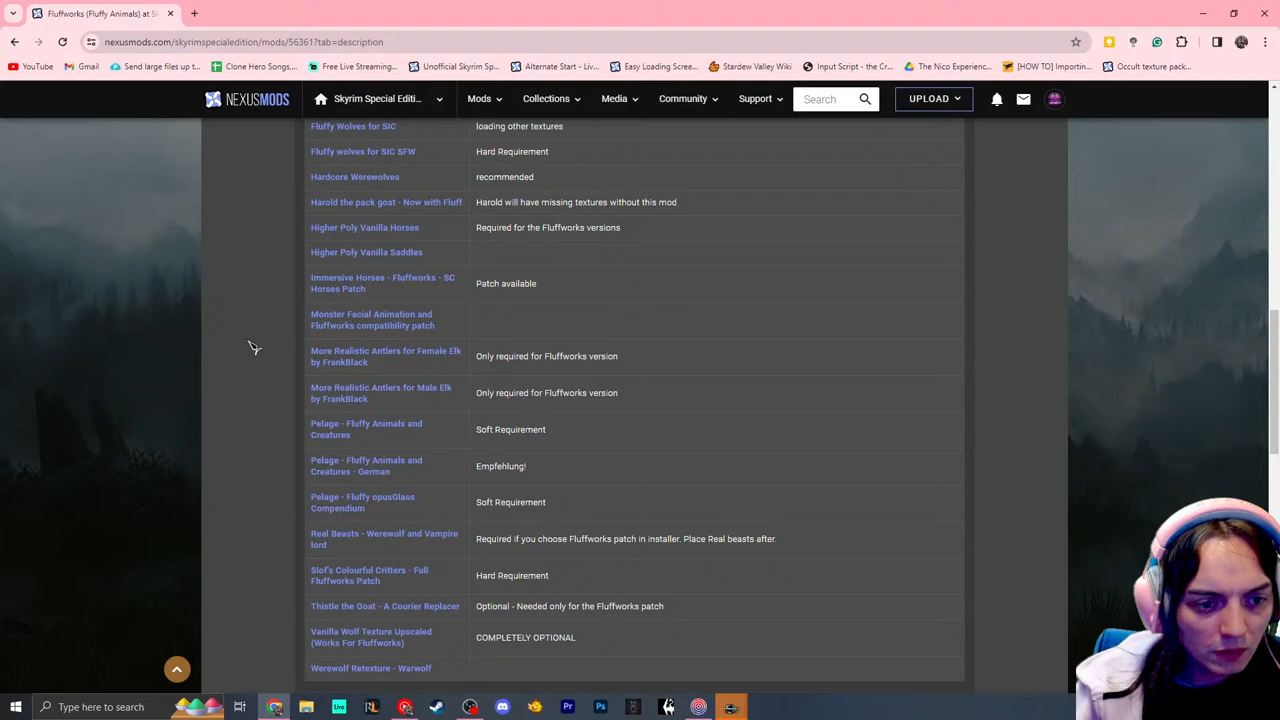 Fluffworks (Fluffy Animals) at Sk
nexusmods.com/skyrimspecialedition/mods/56361?tab=description
YouTube Gmail Send large files up t... Clone Hero Songs,... Free Live Streaming... Unofficial Skyrim Sp... Alternate Start - Liv... Easy Loading Scree... Stardew Valley Wiki Input Script - the Cr... The Nico Experienc... [HOW TO] Importin... Occult texture pack...
NEXUSMODS Skyrim Special Editi... Mods Collections Media Community Support Search UPLOAD
Fluffy Wolves for SIC loading other textures
Fluffy wolves for SIC SFW Hard Requirement
Hardcore Werewolves recommended
Harold the pack goat - Now with Fluff Harold will have missing textures without this mod
Higher Poly Vanilla Horses Required for the Fluffworks versions
Higher Poly Vanilla Saddles
Immersive Horses - Fluffworks - SC
Horses Patch
Patch available
Monster Facial Animation and
Fluffworks compatibility patch
More Realistic Antlers for Female Elk
by FrankBlack
Only required for Fluffworks version
More Realistic Antlers for Male Elk
by FrankBlack
Only required for Fluffworks version
Pelage - Fluffy Animals and
Creatures
Soft Requirement
Pelage - Fluffy Animals and
Creatures - German
Empfehlung!
Pelage - Fluffy opusGlass
Compendium
Soft Requirement
Real Beasts - Werewolf and Vampire
lord
Required if you choose Fluffworks patch in installer. Place Real beasts after.
Slof's Colourful Critters - Full
Fluffworks Patch
Hard Requirement
Thistle the Goat - A Courier Replacer Optional - Needed only for the Fluffworks patch
Vanilla Wolf Texture Upscaled
(Works For Fluffworks)
COMPLETELY OPTIONAL
Werewolf Retexture - Warwolf
Type here to search Live Pr Ps